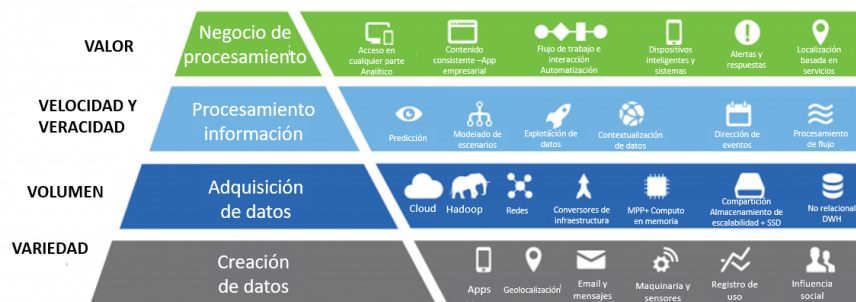 VALOR
Negocio de
procesamiento
Acceso en
cualquier parte
Analítico
Contenido
consistente –App
empresarial
Flujo de trabajo e
interacción
Automatización
Dispositivos
inteligentes y
sistemas
Alertas y
respuestas
Localización
basada en
servicios
VELOCIDAD Y
VERACIDAD
Procesamiento
información
Predicción
Modelado de
escenarios
Explotación de
datos
Contextualización
de datos
Dirección de
eventos
Procesamiento
de flujo
VOLUMEN
Adquisición
de datos
Cloud
Hadoop
Redes
Conversores de
infraestructura
MPP+ Computo
en memoria
Compartición
Almacenamiento de
escalabilidad + SSD
No relacional
DWH
VARIEDAD
Creación
de datos
Apps
Geolocalización
Email y
mensajes
Maquinaria y
sensores
Registro de
uso
Influencia
social